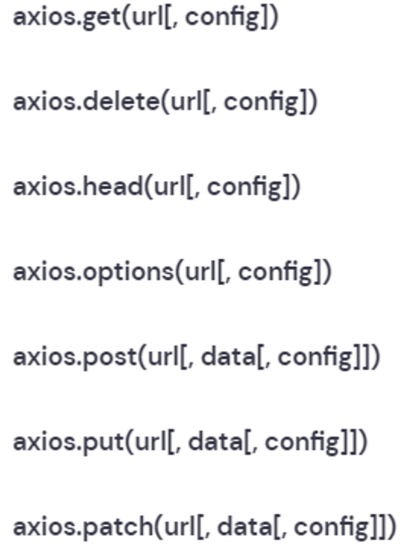 axios.get(url[, config])
axios.delete(url[, config])
axios.head(url[, config])
axios.options(url[, config])
axios.post(url[, data[, config]])
axios.put(url[, data[, config]])
axios.patch(url[, data[, config]])